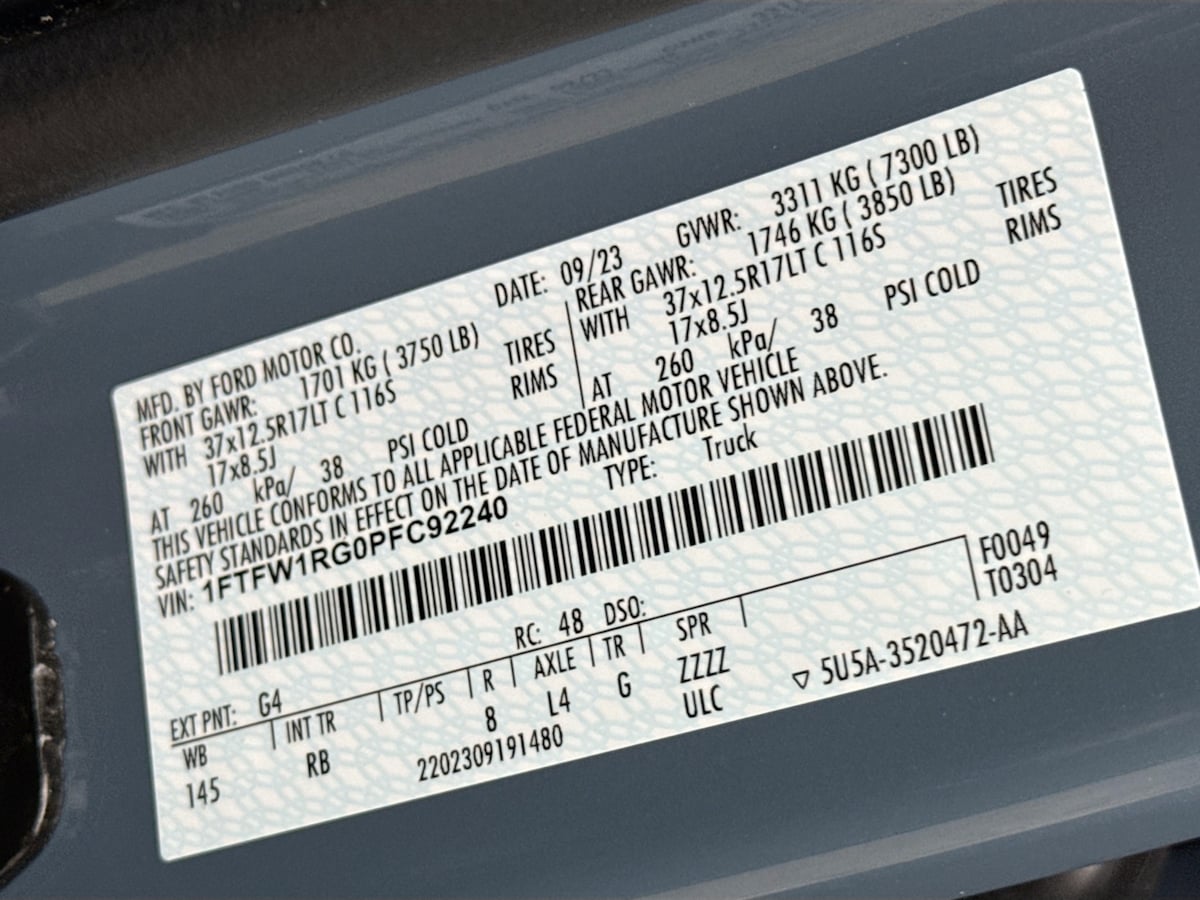 MFD. BY FORD MOTOR CO. DATE: 09/23 GVWR: 3311 KG ( 7300 LB)
FRONT GAWR: 1701 KG ( 3750 LB) REAR GAWR: 1746 KG ( 3850 LB)
WITH 37x12.5R17LT C 116S TIRES WITH 37x12.5R17LT C 116S TIRES
17x8.5J RIMS 17x8.5J RIMS
AT 260 kPa/ 38 PSI COLD AT 260 kPa/ 38 PSI COLD
THIS VEHICLE CONFORMS TO ALL APPLICABLE FEDERAL MOTOR VEHICLE
SAFETY STANDARDS IN EFFECT ON THE DATE OF MANUFACTURE SHOWN ABOVE.
VIN: 1FTFW1RG0PFC92240 TYPE: Truck
F0049
T0304
EXT PNT: G4 RC: 48 DSO:
WB INT TR TP/PS R AXLE TR SPR
145 RB 8 L4 G ZZZZ
2202309191480 ULC
▽ 5U5A-3520472-AA